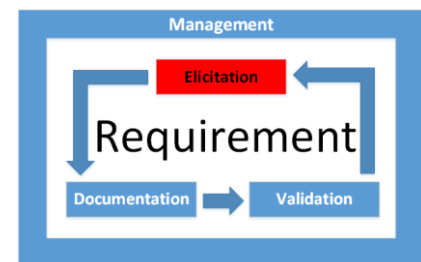 Management
Elicitation
Requirement
Documentation
Validation